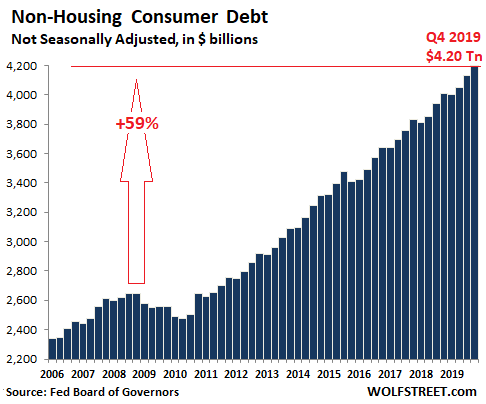 Non-Housing Consumer Debt
Not Seasonally Adjusted, in $ billions
Q4 2019
$4.20 Tn
+59%
4,200
4,000
3,800
3,600
3,400
3,200
3,000
2,800
2,600
2,400
2,200
2006 2007 2008 2009 2010 2011 2012 2013 2014 2015 2016 2017 2018 2019
Source: Fed Board of Governors
WOLFSTREET.com